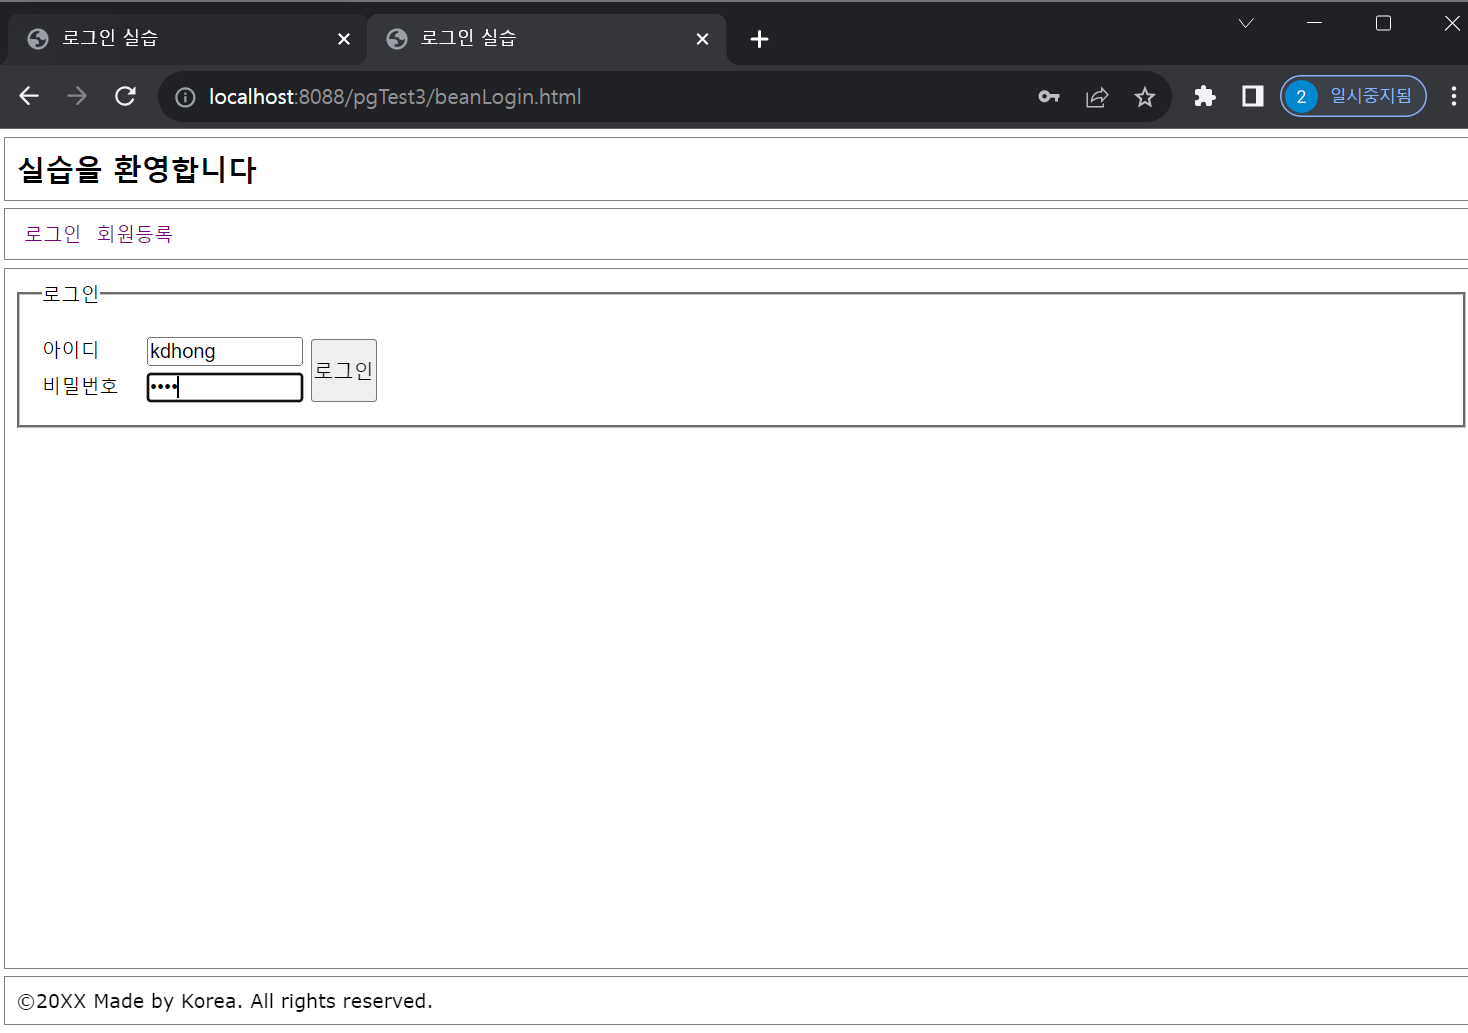 로그인 실습
로그인 실습
localhost:8088/pgTest3/beanLogin.html
2 일시중지됨
실습을 환영합니다
로그인 회원등록
로그인
아이디 kdhong
비밀번호 ••••
로그인
©20XX Made by Korea. All rights reserved.